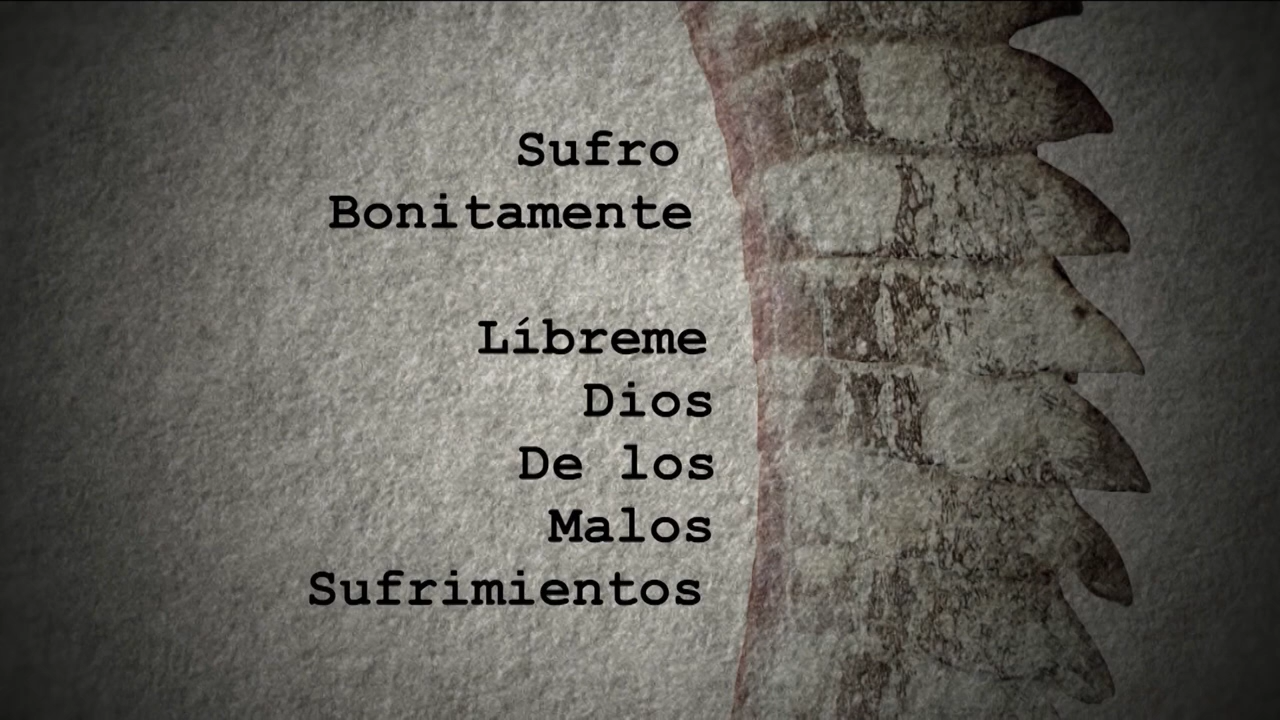 Sufro
Bonitamente
Líbreme
Dios
De los
Malos
Sufrimientos